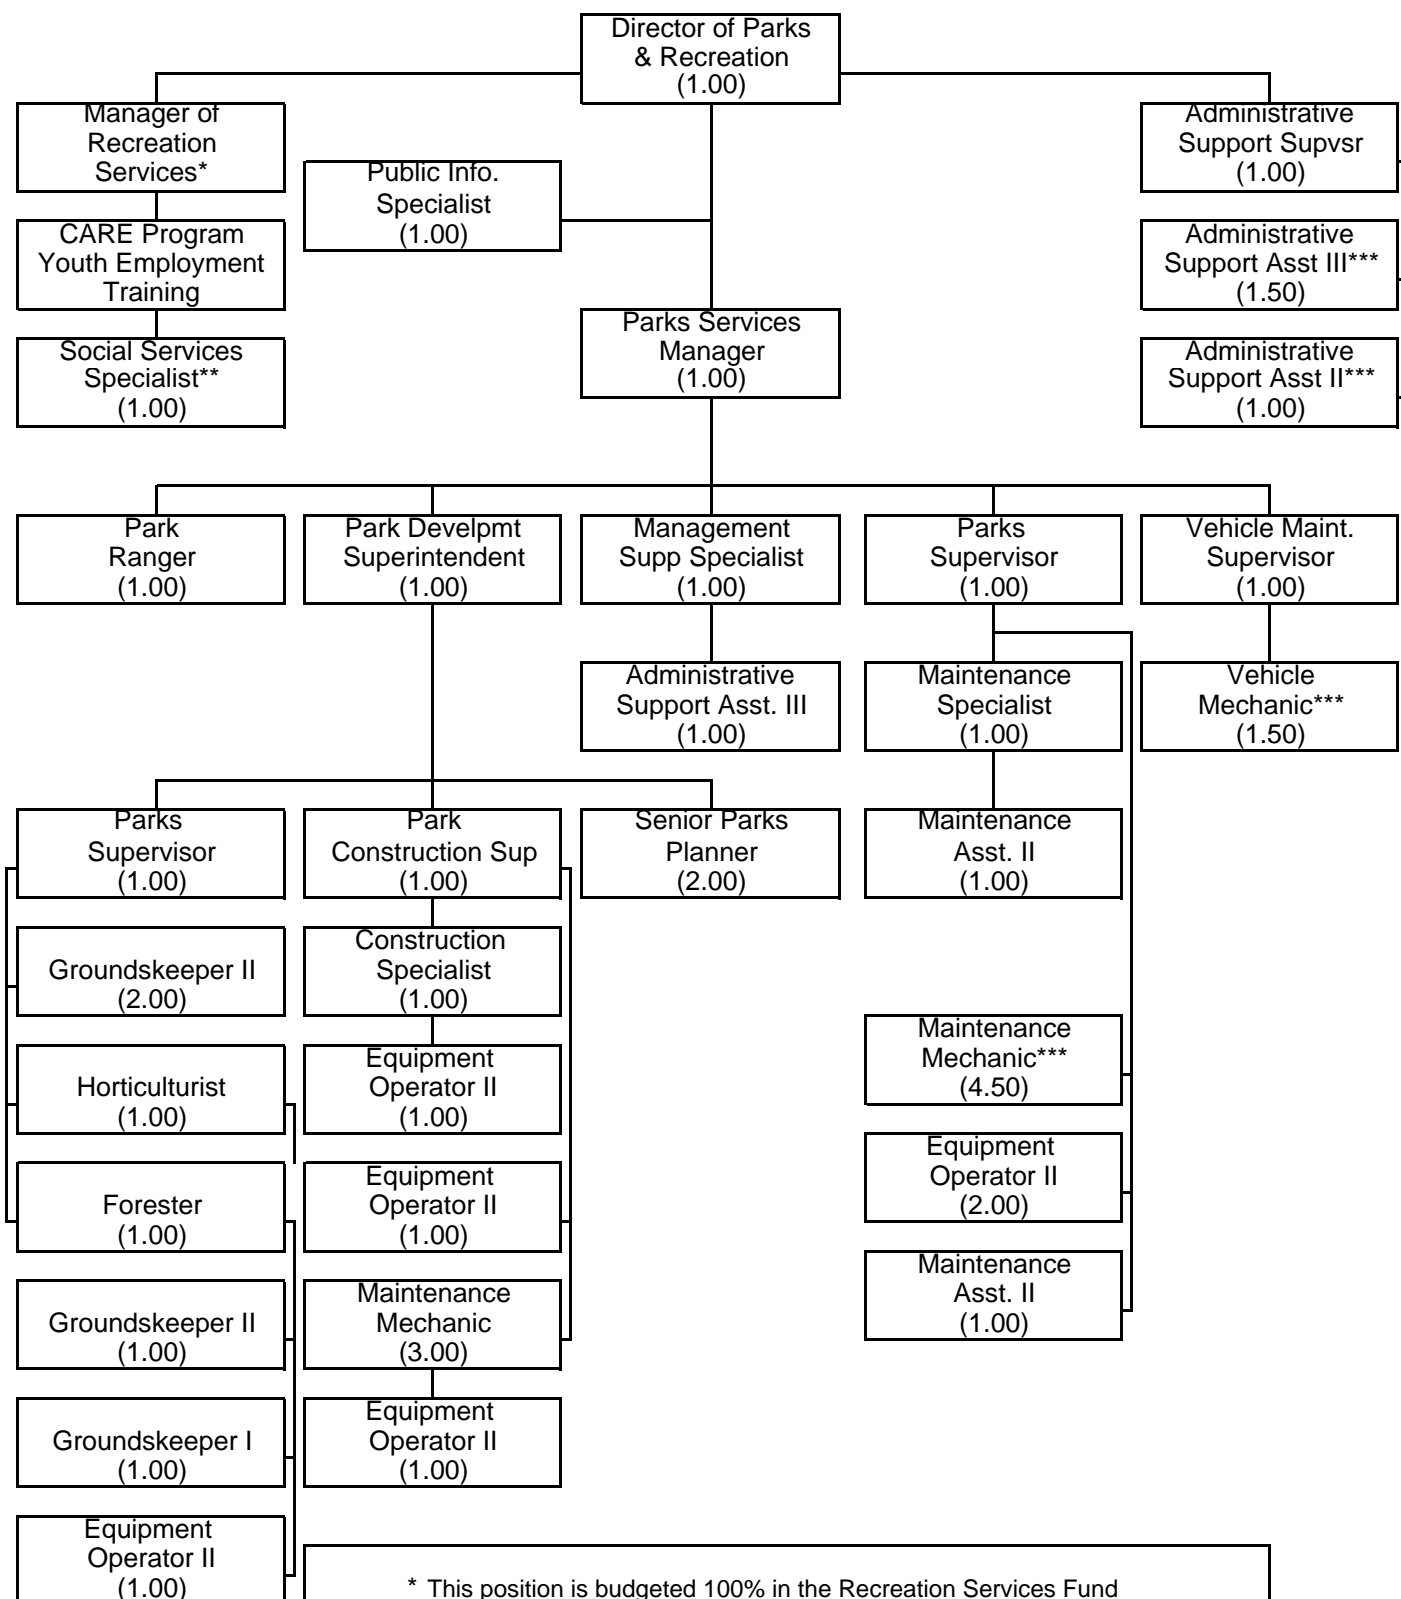 Director of Parks
& Recreation
(1.00)
Manager of
Recreation
Services*
Administrative
Support Supvsr
(1.00)
Public Info.
Specialist
(1.00)
CARE Program
Youth Employment
Training
Administrative
Support Asst III***
(1.50)
Parks Services
Manager
(1.00)
Social Services
Specialist**
(1.00)
Administrative
Support Asst II***
(1.00)
Park
Ranger
(1.00)
Park Develpmt
Superintendent
(1.00)
Management
Supp Specialist
(1.00)
Parks
Supervisor
(1.00)
Vehicle Maint.
Supervisor
(1.00)
Administrative
Support Asst. III
(1.00)
Maintenance
Specialist
(1.00)
Vehicle
Mechanic***
(1.50)
Parks
Supervisor
(1.00)
Park
Construction Sup
(1.00)
Senior Parks
Planner
(2.00)
Maintenance
Asst. II
(1.00)
Groundskeeper II
(2.00)
Construction
Specialist
(1.00)
Horticulturist
(1.00)
Equipment
Operator II
(1.00)
Maintenance
Mechanic***
(4.50)
Forester
(1.00)
Equipment
Operator II
(1.00)
Equipment
Operator II
(2.00)
Groundskeeper II
(1.00)
Maintenance
Mechanic
(3.00)
Maintenance
Asst. II
(1.00)
Groundskeeper I
(1.00)
Equipment
Operator II
(1.00)
Equipment
Operator II
(1.00)
* This position is budgeted 100% in the Recreation Services Fund